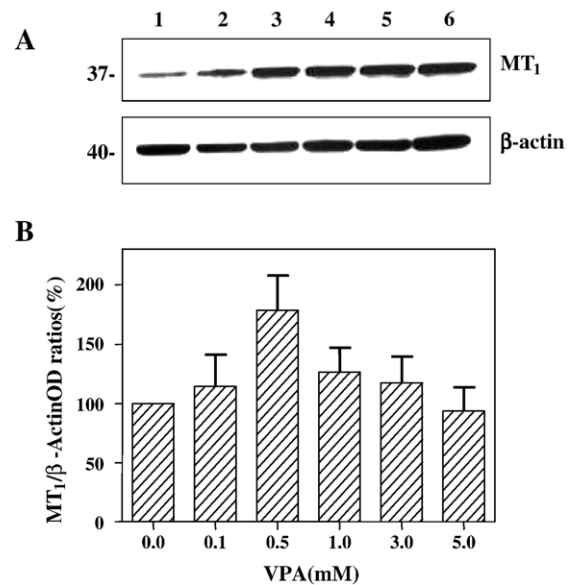 A
1 2 3 4 5 6
37-
MT₁
40-
β-actin
B
MT₁/β -ActinOD ratios(%)
200
150
100
50
0
0.0 0.1 0.5 1.0 3.0 5.0
VPA(mM)